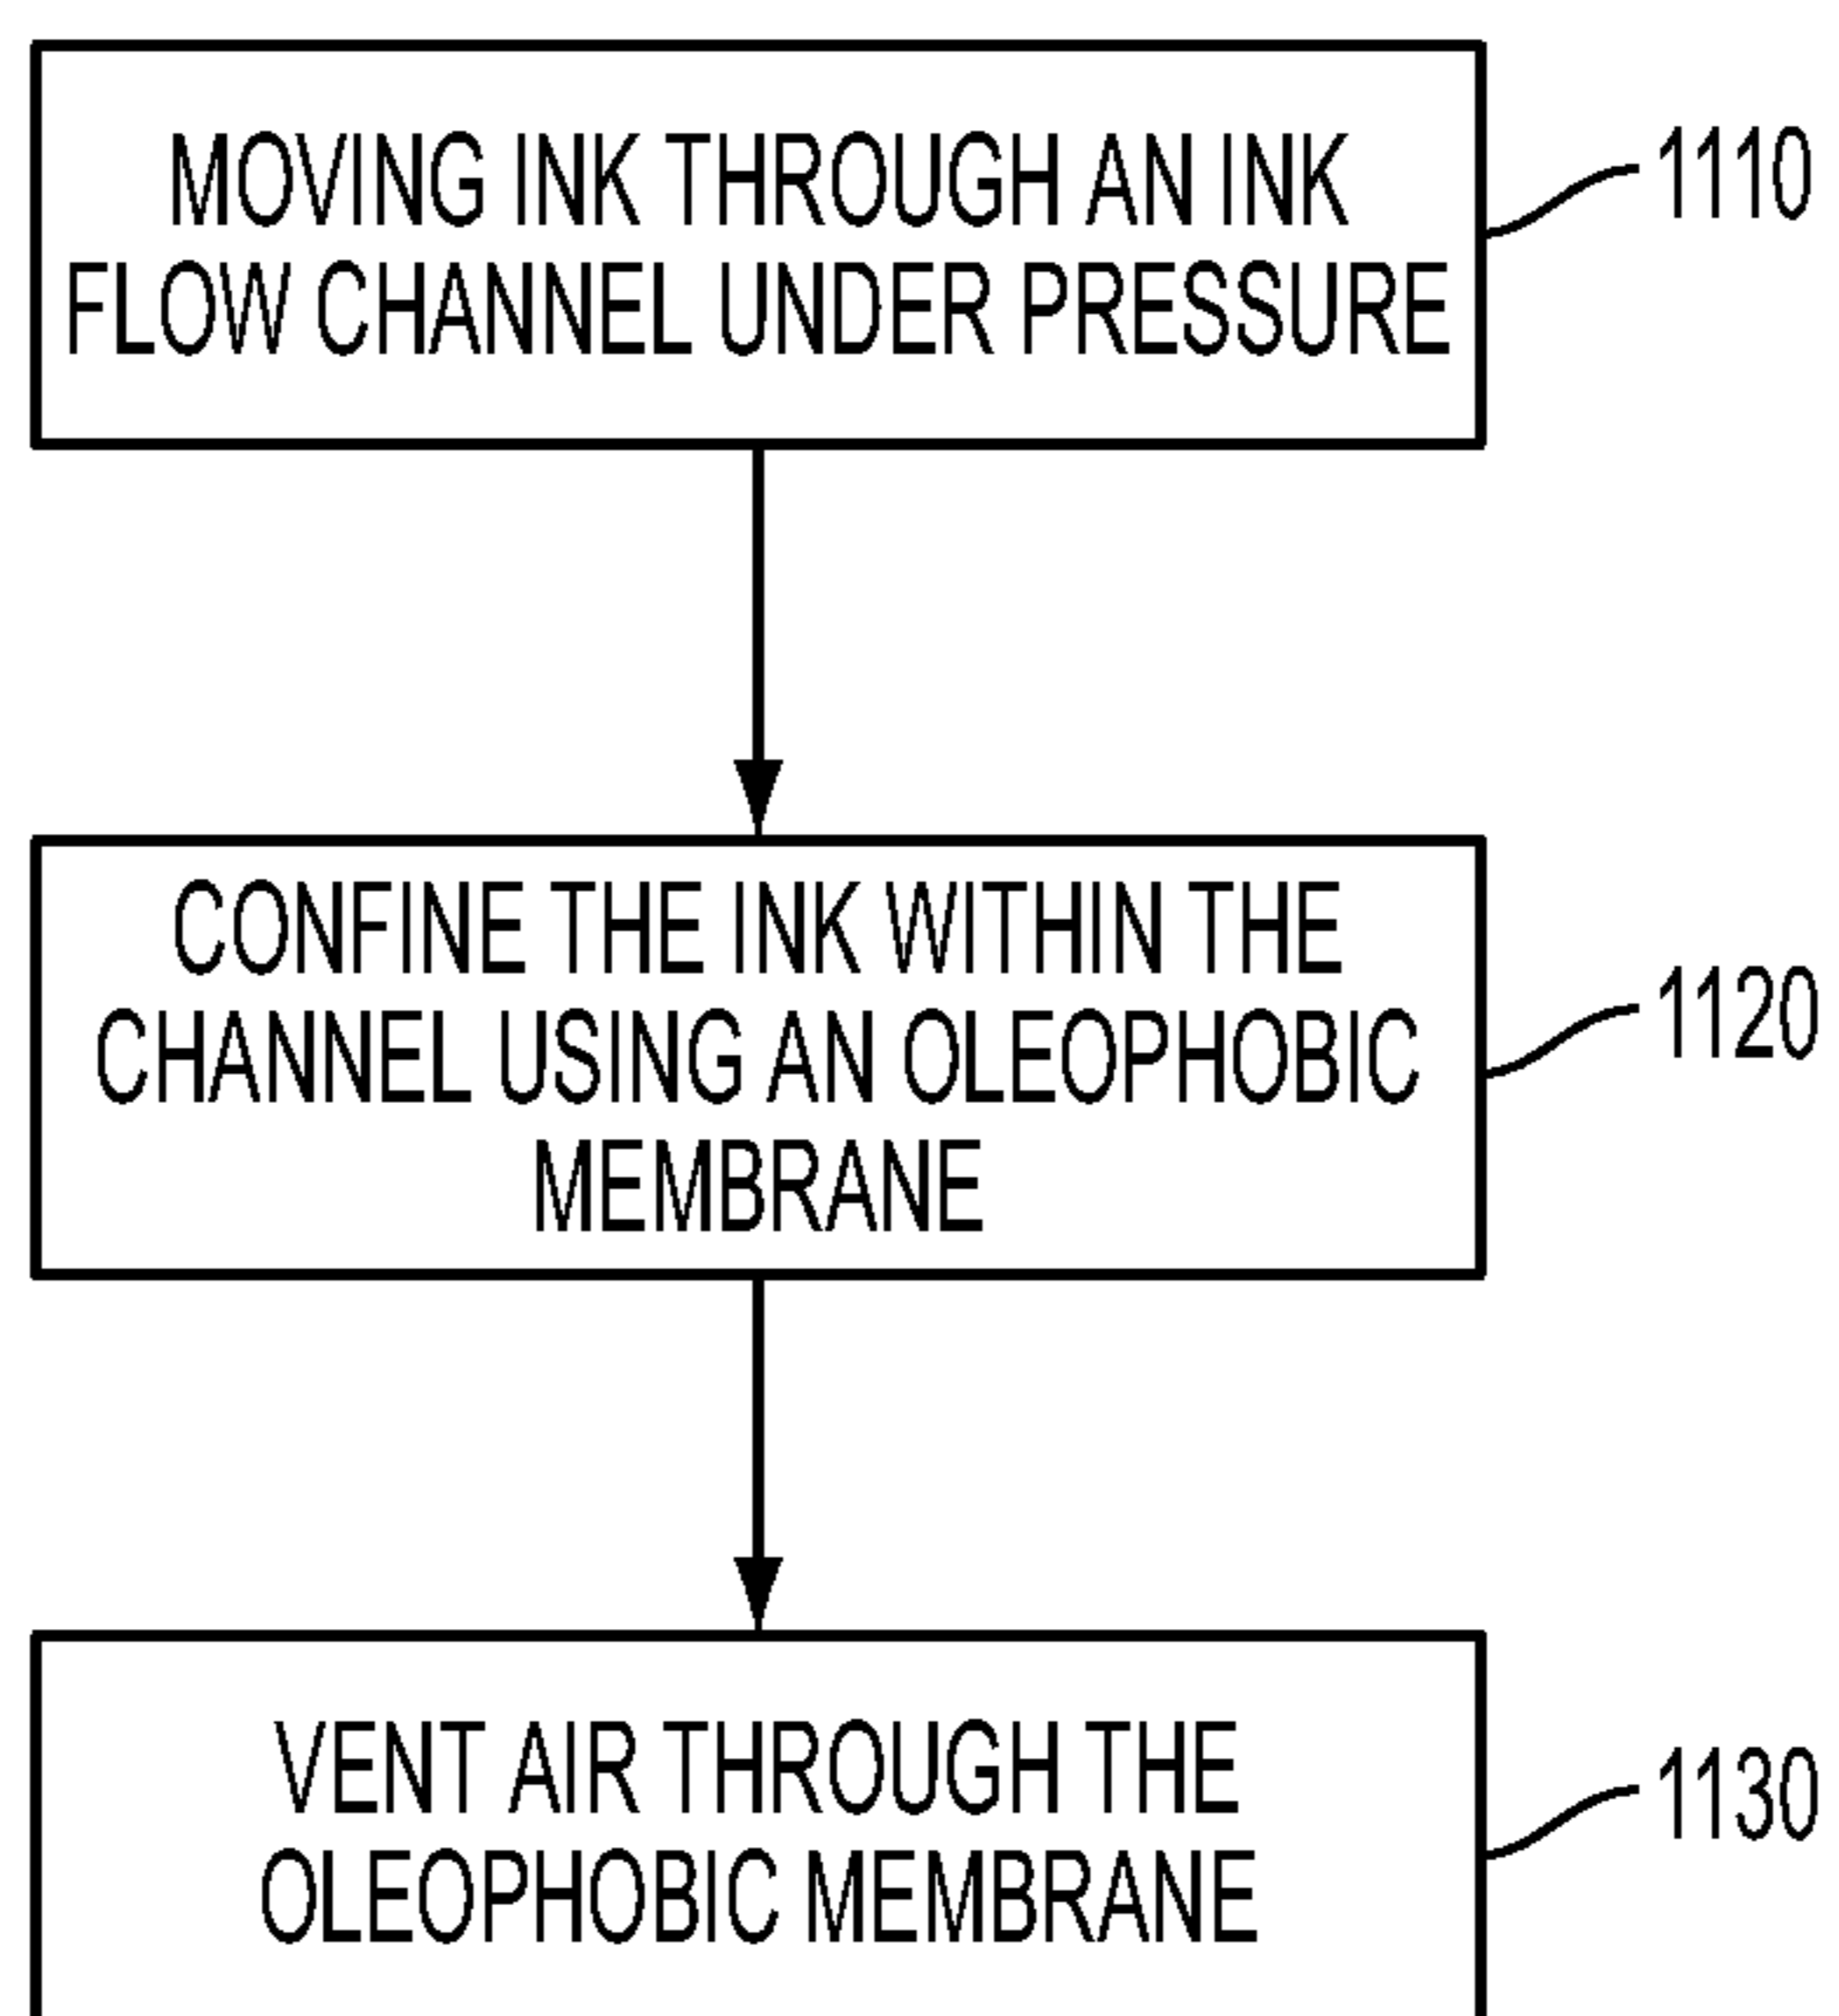 MOVING INK THROUGH AN INK
FLOW CHANNEL UNDER PRESSURE
1110
CONFINE THE INK WITHIN THE
CHANNEL USING AN OLEOPHOBIC
MEMBRANE
1120
VENT AIR THROUGH THE
OLEOPHOBIC MEMBRANE
1130